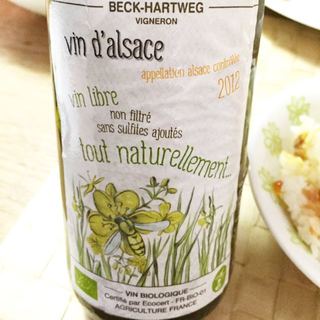 BECK-HARTWEG
VIGNERON
vin d'alsace
appellation alsace contrôlée
2012
vin libre
non filtré
sans sulfites ajoutés
tout naturellement...
VIN BIOLOGIQUE
Certifié par Ecocert - FR-BIO-01
AGRICULTURE FRANCE